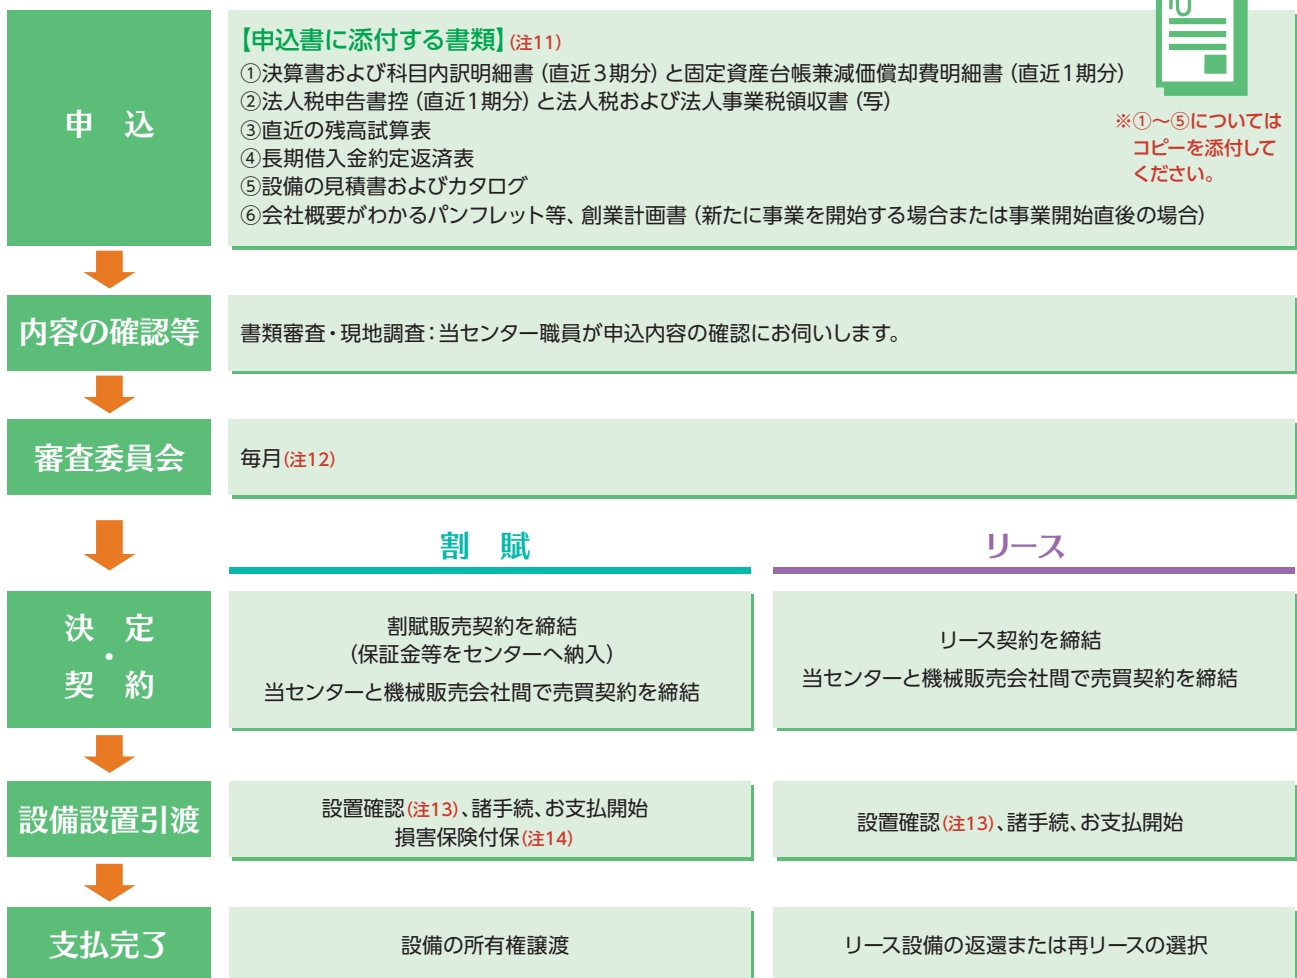 申 込
【申込書に添付する書類】(注11)
①決算書および科目内訳明細書（直近３期分）と固定資産台帳兼減価償却費明細書（直近1期分）
②法人税申告書控（直近1期分）と法人税および法人事業税領収書（写）
③直近の残高試算表
④長期借入金約定返済表
⑤設備の見積書およびカタログ
⑥会社概要がわかるパンフレット等、創業計画書（新たに事業を開始する場合または事業開始直後の場合）
※①～⑤については
コピーを添付して
ください。
内容の確認等
書類審査・現地調査：当センター職員が申込内容の確認にお伺いします。
審査委員会
毎月(注12)
割 賦
リース
決 定
・
契 約
割賦販売契約を締結
（保証金等をセンターへ納入）
当センターと機械販売会社間で売買契約を締結
リース契約を締結
当センターと機械販売会社間で売買契約を締結
設備設置引渡
設置確認(注13)、諸手続、お支払開始
損害保険付保(注14)
設置確認(注13)、諸手続、お支払開始
支払完了
設備の所有権譲渡
リース設備の返還または再リースの選択